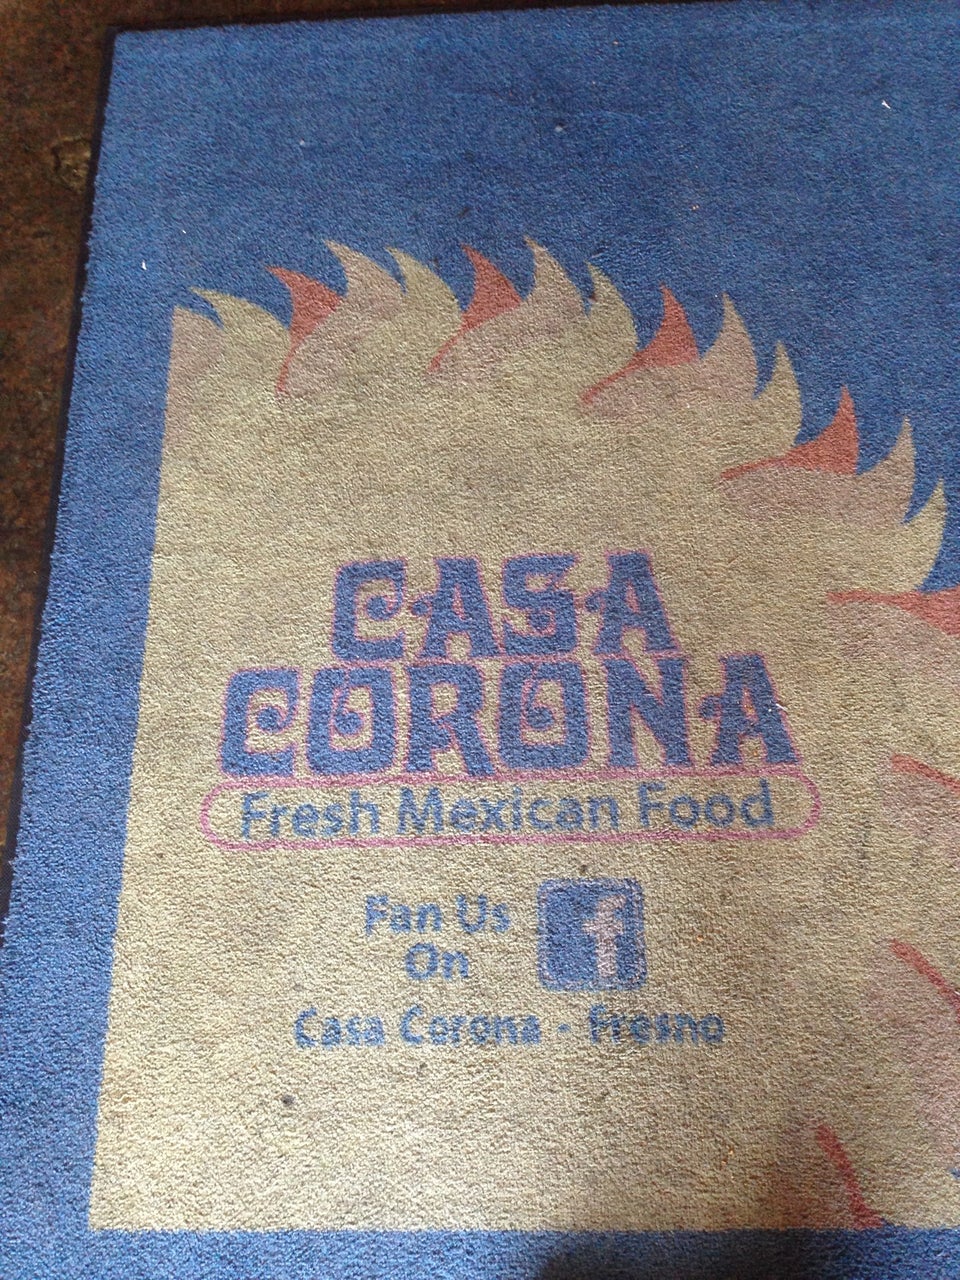 CASA
CORONA
Fresh Mexican Food
Fan Us
On
f
Casa Corona - Fresno